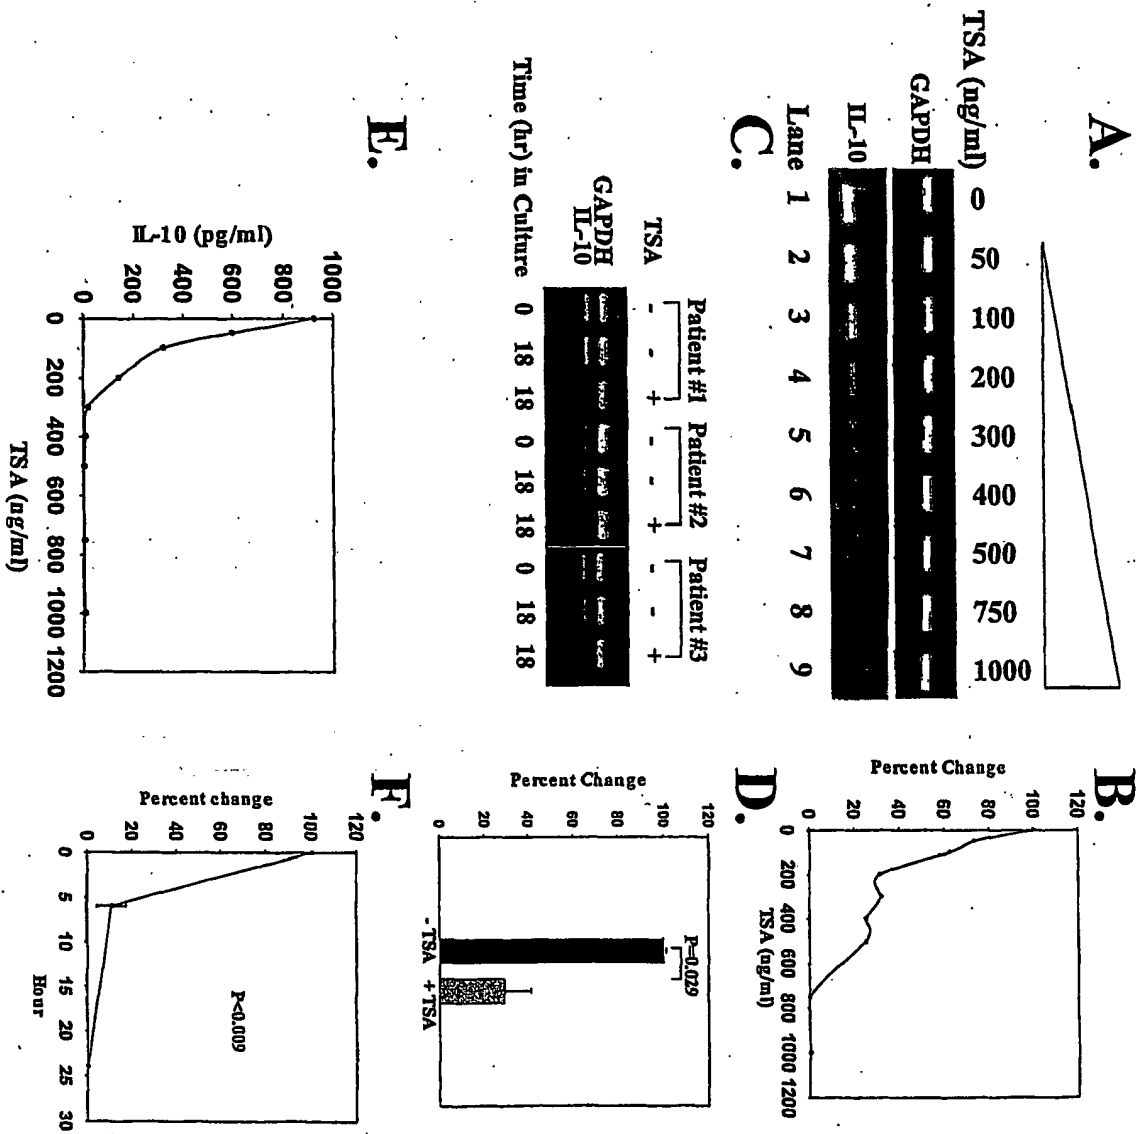 A.
TSA (ng/ml) 0 50 100 200 300 400 500 750 1000
GAPDH
IL-10
Lane 1 2 3 4 5 6 7 8 9
B.
Percent Change
120
100
80
60
40
20
0
0 200 400 600 800 1000 1200
TSA (ng/ml)
C.
Patient #1 Patient #2 Patient #3
TSA - - + - - + - - +
GAPDH
IL-10
Time (hr) in Culture 0 18 18 0 18 18 0 18 18
D.
Percent Change
120
100
80
60
40
20
0
P=0.029
- TSA + TSA
E.
IL-10 (pg/ml)
1000
800
600
400
200
0
0 200 400 600 800 1000 1200
TSA (ng/ml)
F.
Percent change
120
100
80
60
40
20
0
P<0.009
0 5 10 15 20 25 30
Hour